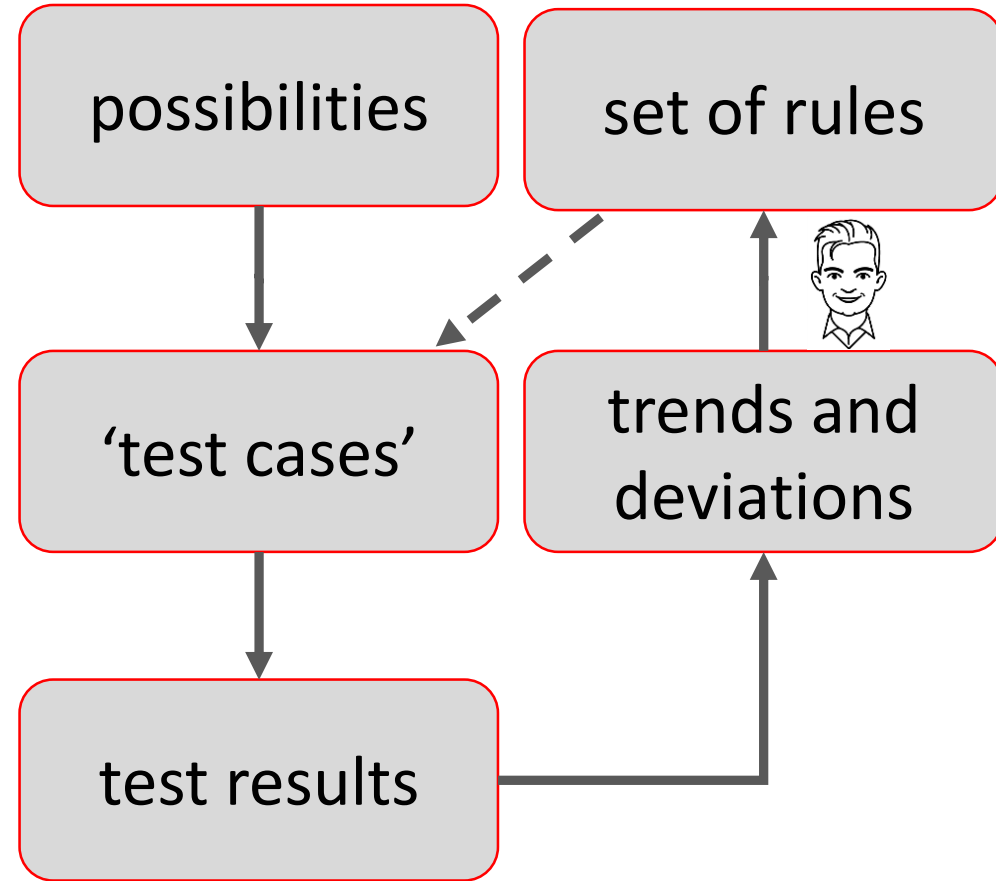 possibilities
set of rules
‘test cases’
trends and
deviations
test results